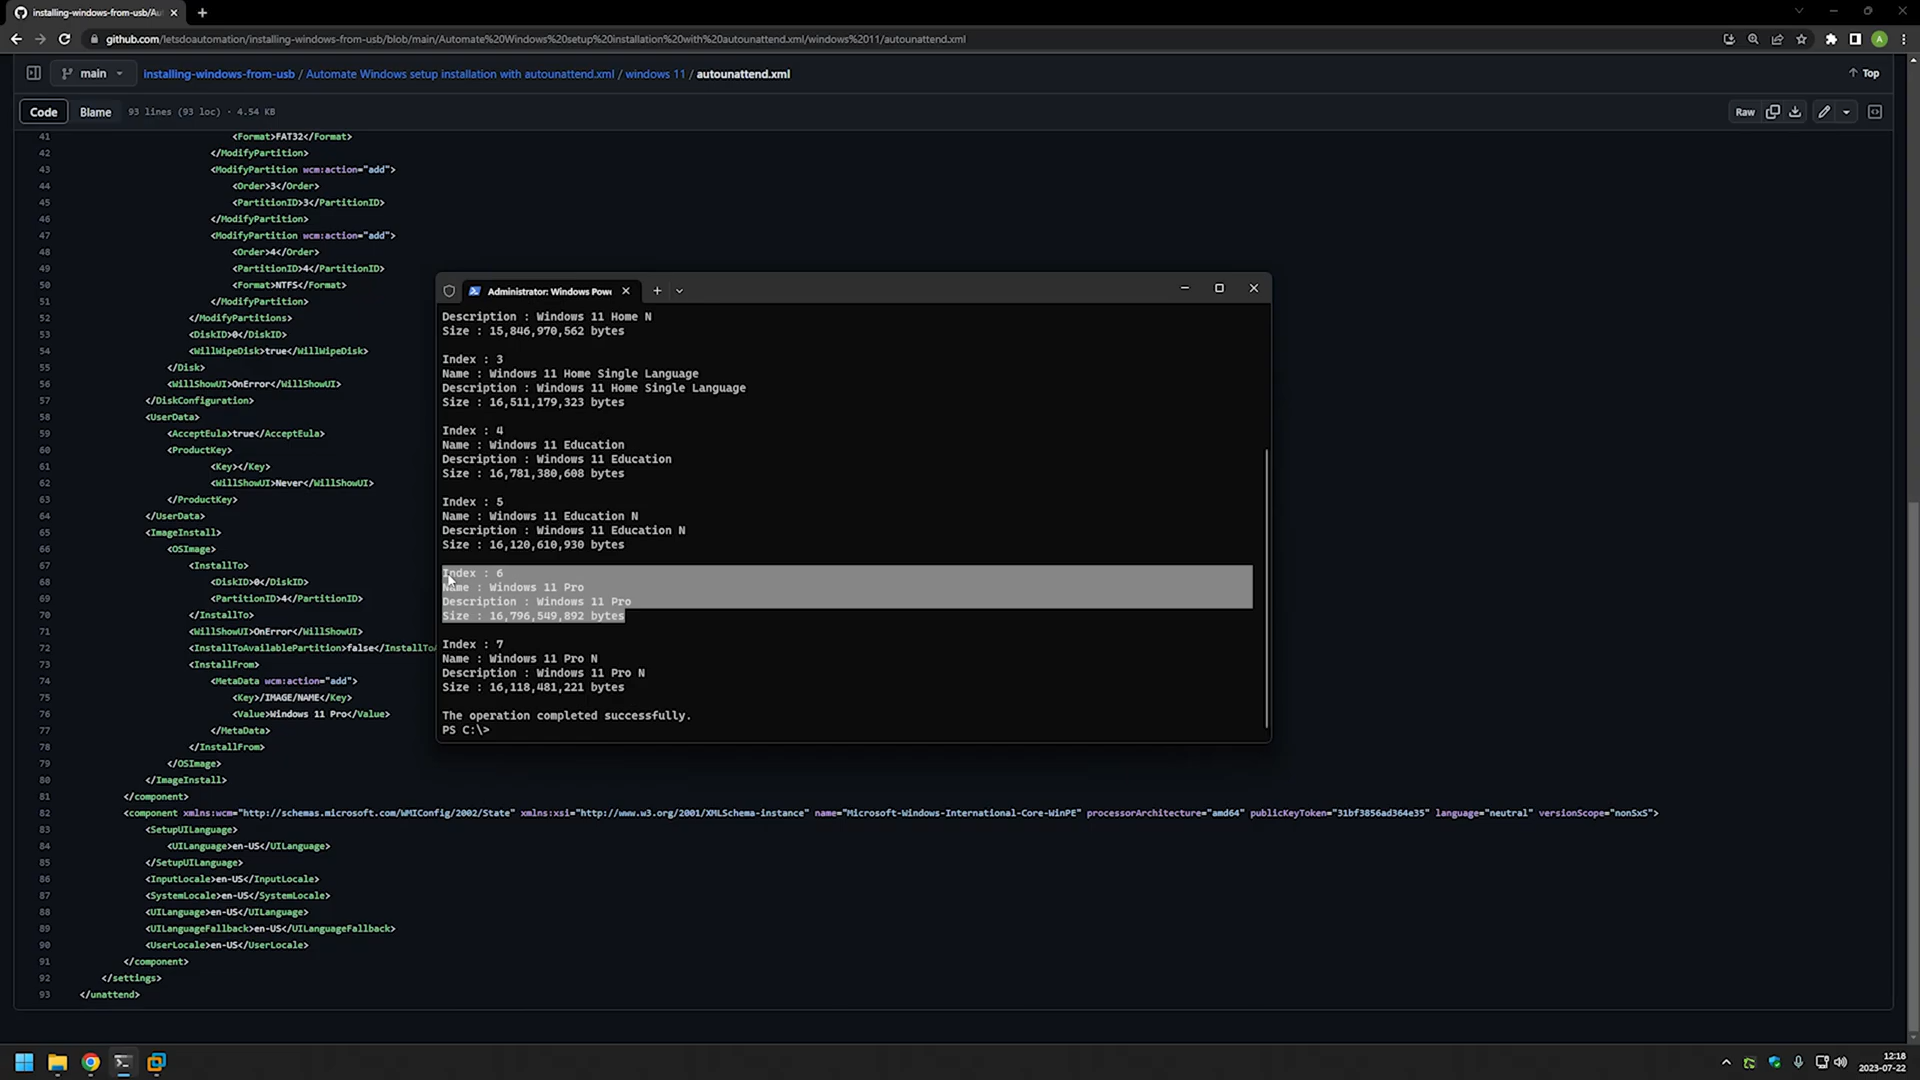 installing-windows-from-usb/Au
github.com/letsdoautomation/installing-windows-from-usb/blob/main/Automate%20Windows%20setup%20installation%20with%20autounattend.xml/windows%2011/autounattend.xml
A
main
installing-windows-from-usb / Automate Windows setup installation with autounattend.xml / windows 11 / autounattend.xml
Top
Code
Blame
93 lines (93 loc) · 4.54 KB
Raw
41 <Format>FAT32</Format>
42 </ModifyPartition>
43 <ModifyPartition wcm:action="add">
44 <Order>3</Order>
45 <PartitionID>3</PartitionID>
46 </ModifyPartition>
47 <ModifyPartition wcm:action="add">
48 <Order>4</Order>
49 <PartitionID>4</PartitionID>
50 <Format>NTFS</Format>
51 </ModifyPartition>
52 </ModifyPartitions>
53 <DiskID>0</DiskID>
54 <WillWipeDisk>true</WillWipeDisk>
55 </Disk>
56 <WillShowUI>OnError</WillShowUI>
57 </DiskConfiguration>
58 <UserData>
59 <AcceptEula>true</AcceptEula>
60 <ProductKey>
61 <Key></Key>
62 <WillShowUI>Never</WillShowUI>
63 </ProductKey>
64 </UserData>
65 <ImageInstall>
66 <OSImage>
67 <InstallTo>
68 <DiskID>0</DiskID>
69 <PartitionID>4</PartitionID>
70 </InstallTo>
71 <WillShowUI>OnError</WillShowUI>
72 <InstallToAvailablePartition>false</InstallToA
73 <InstallFrom>
74 <MetaData wcm:action="add">
75 <Key>/IMAGE/NAME</Key>
76 <Value>Windows 11 Pro</Value>
77 </MetaData>
78 </InstallFrom>
79 </OSImage>
80 </ImageInstall>
81 </component>
82 <component xmlns:wcm="http://schemas.microsoft.com/WMIConfig/2002/State" xmlns:xsi="http://www.w3.org/2001/XMLSchema-instance" name="Microsoft-Windows-International-Core-WinPE" processorArchitecture="amd64" publicKeyToken="31bf3856ad364e35" language="neutral" versionScope="nonSxS">
83 <SetupUILanguage>
84 <UILanguage>en-US</UILanguage>
85 </SetupUILanguage>
86 <InputLocale>en-US</InputLocale>
87 <SystemLocale>en-US</SystemLocale>
88 <UILanguage>en-US</UILanguage>
89 <UILanguageFallback>en-US</UILanguageFallback>
90 <UserLocale>en-US</UserLocale>
91 </component>
92 </settings>
93 </unattend>
Administrator: Windows Powe
Description : Windows 11 Home N
Size : 15,846,970,562 bytes
Index : 3
Name : Windows 11 Home Single Language
Description : Windows 11 Home Single Language
Size : 16,511,179,323 bytes
Index : 4
Name : Windows 11 Education
Description : Windows 11 Education
Size : 16,781,380,608 bytes
Index : 5
Name : Windows 11 Education N
Description : Windows 11 Education N
Size : 16,120,610,930 bytes
Index : 6
Name : Windows 11 Pro
Description : Windows 11 Pro
Size : 16,796,549,892 bytes
Index : 7
Name : Windows 11 Pro N
Description : Windows 11 Pro N
Size : 16,118,481,221 bytes
The operation completed successfully.
PS C:\>
12:18
2023-07-22